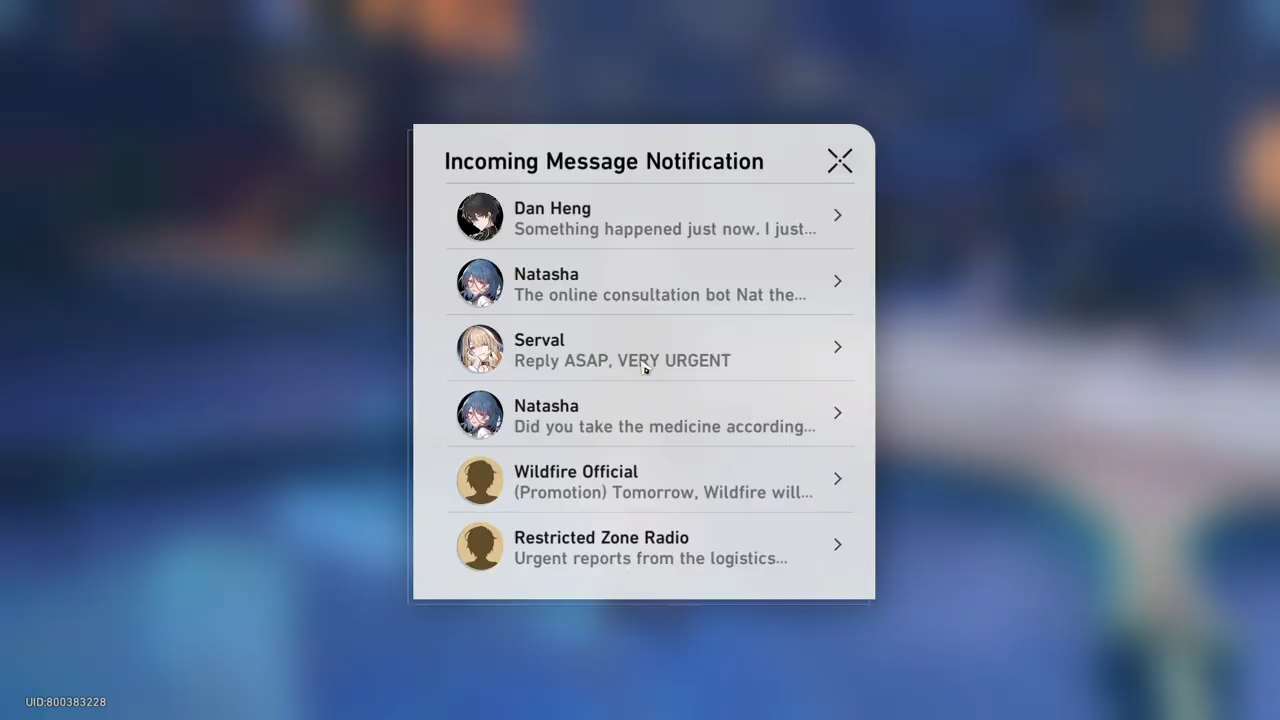 Incoming Message Notification
Dan Heng
Something happened just now. I just...
Natasha
The online consultation bot Nat the...
Serval
Reply ASAP, VERY URGENT
Natasha
Did you take the medicine according...
Wildfire Official
(Promotion) Tomorrow, Wildfire will...
Restricted Zone Radio
Urgent reports from the logistics...
UID:800383228